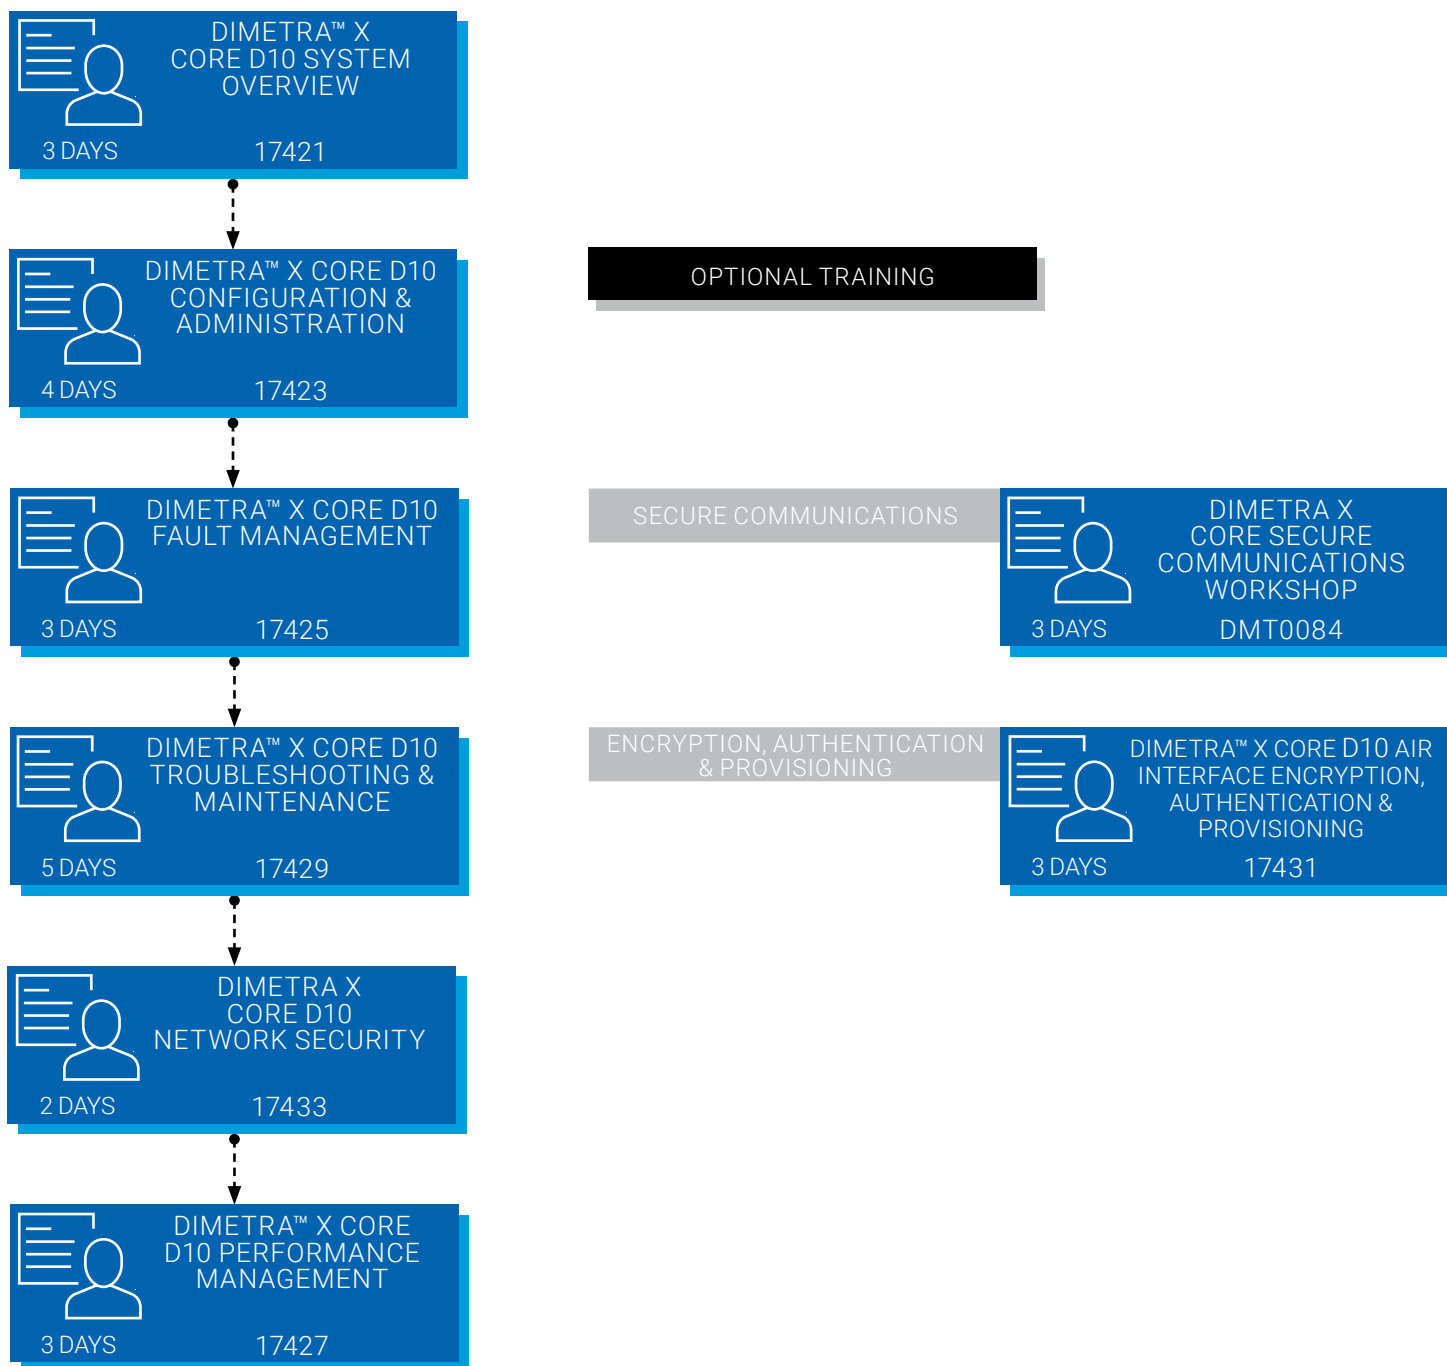 DIMETRA™ X
CORE D10 SYSTEM
OVERVIEW
3 DAYS
17421
DIMETRA™ X CORE D10
CONFIGURATION &
ADMINISTRATION
4 DAYS
17423
OPTIONAL TRAINING
DIMETRA™ X CORE D10
FAULT MANAGEMENT
3 DAYS
17425
SECURE COMMUNICATIONS
DIMETRA X
CORE SECURE
COMMUNICATIONS
WORKSHOP
3 DAYS
DMT0084
DIMETRA™ X CORE D10
TROUBLESHOOTING &
MAINTENANCE
5 DAYS
17429
ENCRYPTION, AUTHENTICATION
& PROVISIONING
DIMETRA™ X CORE D10 AIR
INTERFACE ENCRYPTION,
AUTHENTICATION &
PROVISIONING
3 DAYS
17431
DIMETRA X
CORE D10
NETWORK SECURITY
2 DAYS
17433
DIMETRA™ X CORE
D10 PERFORMANCE
MANAGEMENT
3 DAYS
17427